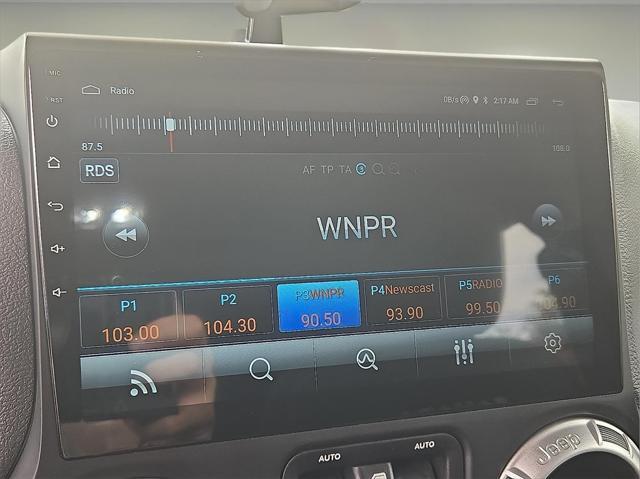 MIC
RST
Radio
0B/s 2:17 AM
87.5 108.0
RDS AF TP TA
WNPR
P1 P2 P3WNPR P4Newscast P5RADIO P6
103.00 104.30 90.50 93.90 99.50 104.90
AUTO AUTO
Jeep